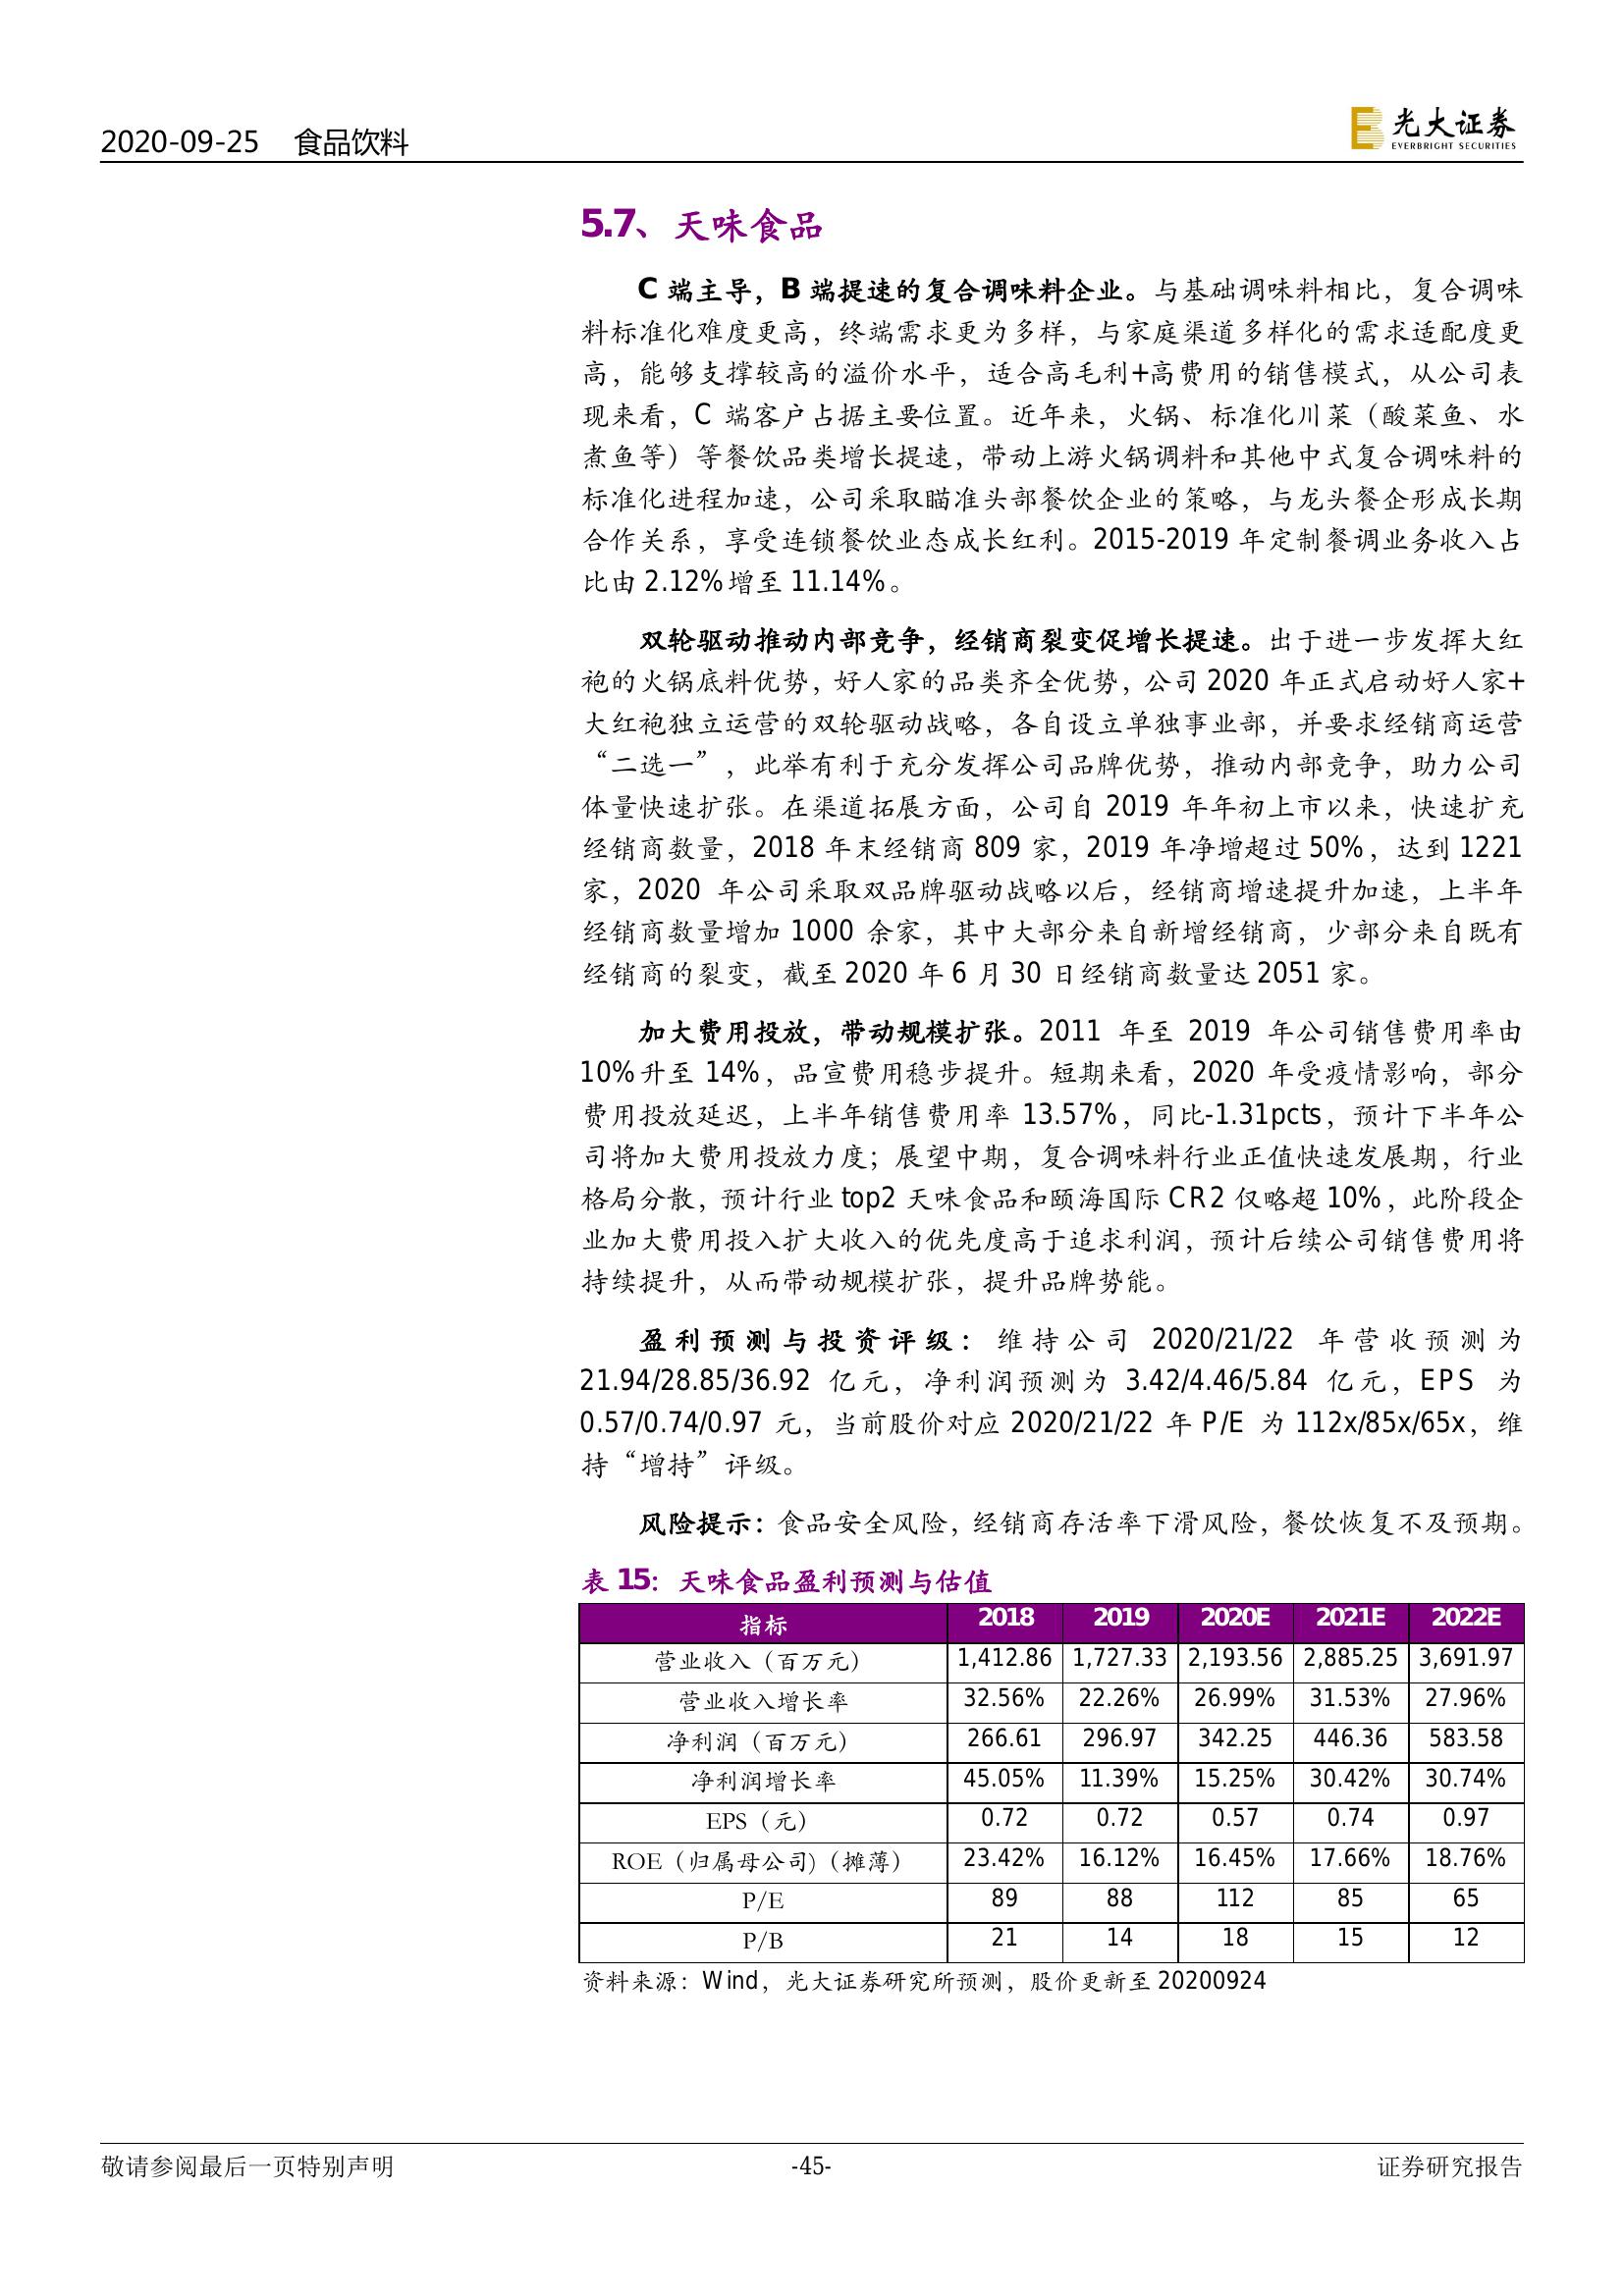 2020-09-25 食品饮料
光大证券
EVERBRIGHT SECURITIES
5.7、天味食品
C 端主导，B 端提速的复合调味料企业。与基础调味料相比，复合调味
料标准化难度更高，终端需求更为多样，与家庭渠道多样化的需求适配度更
高，能够支撑较高的溢价水平，适合高毛利+高费用的销售模式，从公司表
现来看，C 端客户占据主要位置。近年来，火锅、标准化川菜（酸菜鱼、水
煮鱼等）等餐饮品类增长提速，带动上游火锅调料和其他中式复合调味料的
标准化进程加速，公司采取瞄准头部餐饮企业的策略，与龙头餐企形成长期
合作关系，享受连锁餐饮业态成长红利。2015-2019 年定制餐调业务收入占
比由 2.12%增至 11.14%。
双轮驱动推动内部竞争，经销商裂变促增长提速。出于进一步发挥大红
袍的火锅底料优势，好人家的品类齐全优势，公司 2020 年正式启动好人家+
大红袍独立运营的双轮驱动战略，各自设立单独事业部，并要求经销商运营
“二选一”，此举有利于充分发挥公司品牌优势，推动内部竞争，助力公司
体量快速扩张。在渠道拓展方面，公司自 2019 年年初上市以来，快速扩充
经销商数量，2018 年末经销商 809 家，2019 年净增超过 50%，达到 1221
家，2020 年公司采取双品牌驱动战略以后，经销商增速提升加速，上半年
经销商数量增加 1000 余家，其中大部分来自新增经销商，少部分来自既有
经销商的裂变，截至 2020 年 6 月 30 日经销商数量达 2051 家。
加大费用投放，带动规模扩张。2011 年至 2019 年公司销售费用率由
10%升至 14%，品宣费用稳步提升。短期来看，2020 年受疫情影响，部分
费用投放延迟，上半年销售费用率 13.57%，同比-1.31pcts，预计下半年公
司将加大费用投放力度；展望中期，复合调味料行业正值快速发展期，行业
格局分散，预计行业 top2 天味食品和颐海国际 CR2 仅略超 10%，此阶段企
业加大费用投入扩大收入的优先度高于追求利润，预计后续公司销售费用将
持续提升，从而带动规模扩张，提升品牌势能。
盈利预测与投资评级：维持公司 2020/21/22 年营收预测为
21.94/28.85/36.92 亿元，净利润预测为 3.42/4.46/5.84 亿元，EPS 为
0.57/0.74/0.97 元，当前股价对应 2020/21/22 年 P/E 为 112x/85x/65x，维
持“增持”评级。
风险提示：食品安全风险，经销商存活率下滑风险，餐饮恢复不及预期。
表 15：天味食品盈利预测与估值
指标 2018 2019 2020E 2021E 2022E
营业收入（百万元） 1,412.86 1,727.33 2,193.56 2,885.25 3,691.97
营业收入增长率 32.56% 22.26% 26.99% 31.53% 27.96%
净利润（百万元） 266.61 296.97 342.25 446.36 583.58
净利润增长率 45.05% 11.39% 15.25% 30.42% 30.74%
EPS（元） 0.72 0.72 0.57 0.74 0.97
ROE（归属母公司）（摊薄） 23.42% 16.12% 16.45% 17.66% 18.76%
P/E 89 88 112 85 65
P/B 21 14 18 15 12
资料来源：Wind，光大证券研究所预测，股价更新至 20200924
敬请参阅最后一页特别声明 -45- 证券研究报告